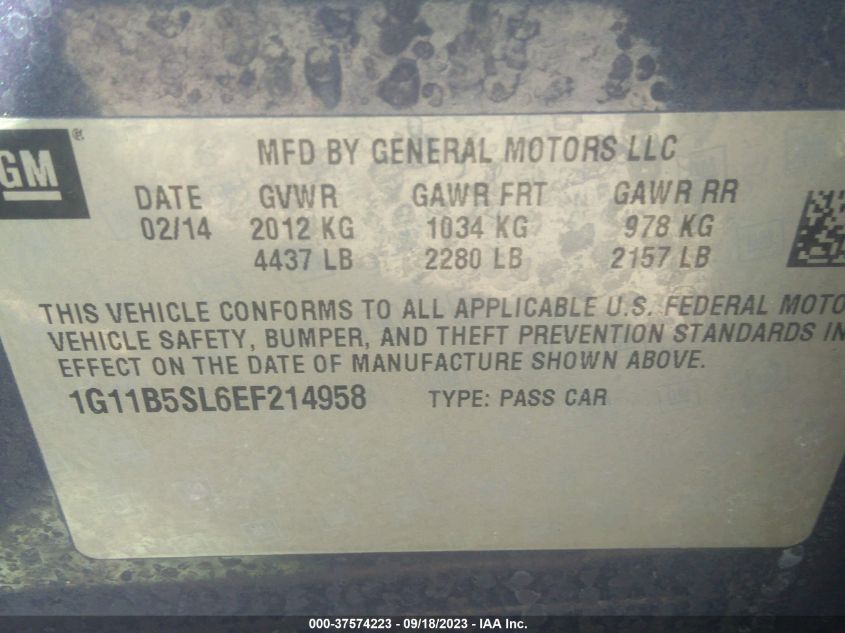 GM®
MFD BY GENERAL MOTORS LLC
DATE GVWR GAWR FRT GAWR RR
02/14 2012 KG 1034 KG 978 KG
4437 LB 2280 LB 2157 LB
THIS VEHICLE CONFORMS TO ALL APPLICABLE U.S. FEDERAL MOTO
VEHICLE SAFETY, BUMPER, AND THEFT PREVENTION STANDARDS IN
EFFECT ON THE DATE OF MANUFACTURE SHOWN ABOVE.
1G11B5SL6EF214958 TYPE: PASS CAR
000-37574223 - 09/18/2023 - IAA Inc.